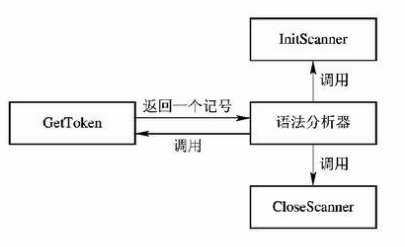 InitScanner
调用
返回一个记号
GetToken
语法分析器
调用
调用
CloseScanner